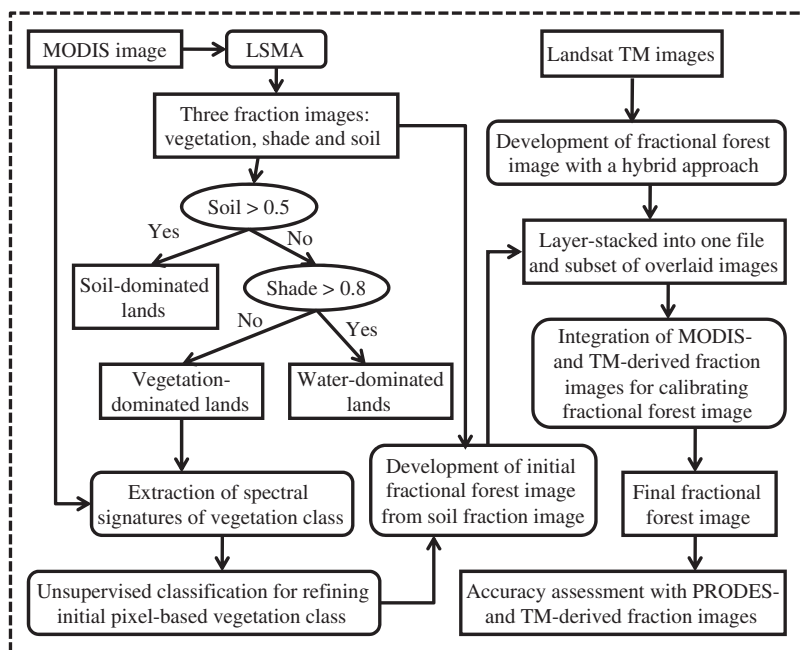 MODIS image
LSMA
Three fraction images:
vegetation, shade and soil
Soil > 0.5
Yes
No
Soil-dominated
lands
Shade > 0.8
No
Yes
Vegetation-
dominated lands
Water-dominated
lands
Extraction of spectral
signatures of vegetation class
Unsupervised classification for refining
initial pixel-based vegetation class
Development of initial
fractional forest image
from soil fraction image
Landsat TM images
Development of fractional forest
image with a hybrid approach
Layer-stacked into one file
and subset of overlaid images
Integration of MODIS-
and TM-derived fraction
images for calibrating
fractional forest image
Final fractional
forest image
Accuracy assessment with PRODES-
and TM-derived fraction images